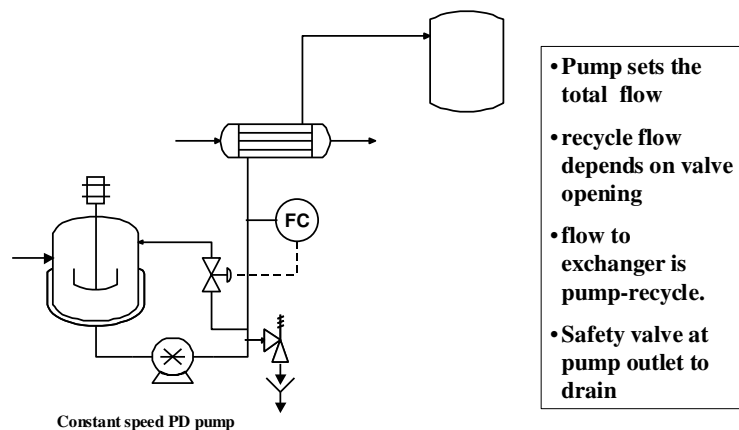 FC
Constant speed PD pump
•Pump sets the
total flow
•recycle flow
depends on valve
opening
•flow to
exchanger is
pump-recycle.
•Safety valve at
pump outlet to
drain